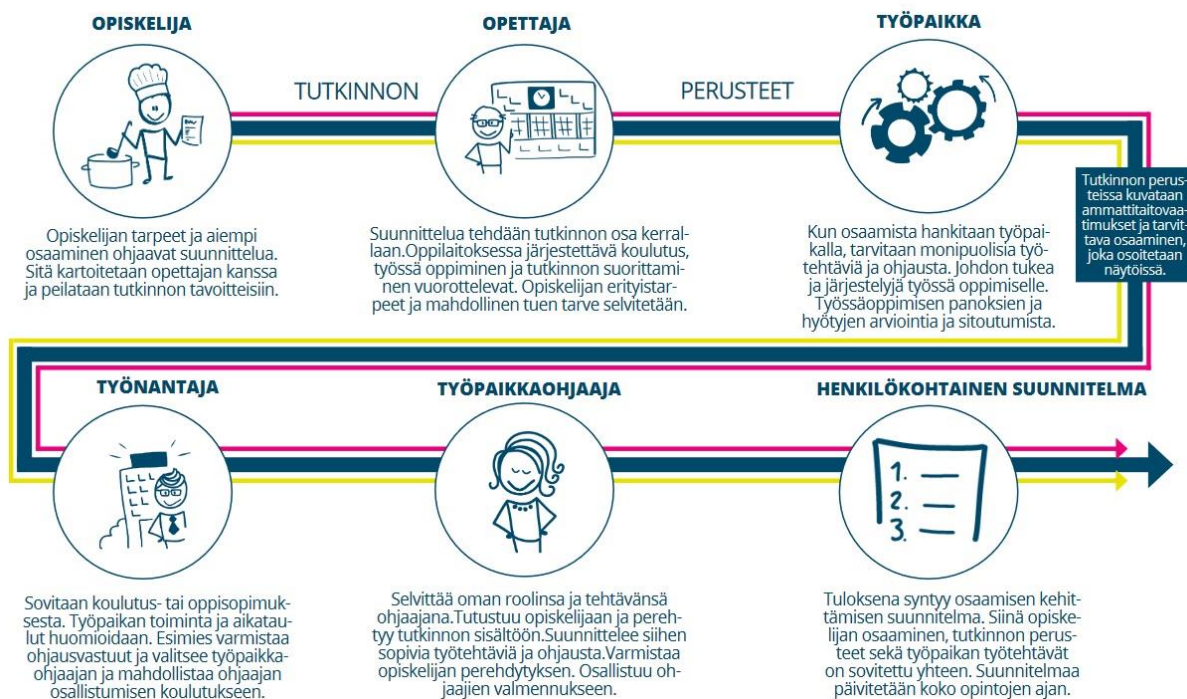 OPISKELIJA
OPETTAJA
TYÖPAIKKA
TUTKINNON
PERUSTEET
Opiskelijan tarpeet ja aiempi
osaaminen ohjaavat suunnittelua.
Sitä kartoitetaan opettajan kanssa
ja peilataan tutkinnon tavoitteisiin.
Suunnittelua tehdään tutkinnon osa kerral-
laan.Oppilaitoksessa järjestettävä koulutus,
työssä oppiminen ja tutkinnon suorittami-
nen vuorottelevat. Opiskelijan erityistar-
peet ja mahdollinen tuen tarve selvitetään.
Kun osaamista hankitaan työpai-
kalla, tarvitaan monipuolisia työ-
tehtäviä ja ohjausta. Johdon tukea
ja järjestelyjä työssä oppimiselle.
Työssäoppimisen panoksien ja
hyötyjen arviointia ja sitoutumista.
Tutkinnon perus-
teissa kuvataan
ammattitaitovaa-
timukset ja tarvit-
tava osaaminen,
joka osoitetaan
näytöissä.
TYÖNANTAJA
TYÖPAIKKAOHJAAJA
HENKILÖKOHTAINEN SUUNNITELMA
1.
2.
3.
Sovitaan koulutus- tai oppisopimuk-
sesta. Työpaikan toiminta ja aikatau-
lut huomioidaan. Esimies varmistaa
ohjausvastuut ja valitsee työpaikka-
ohjaajan ja mahdollistaa ohjaajan
osallistumisen koulutukseen.
Selvittää oman roolinsa ja tehtävänsä
ohjaajana.Tutustuu opiskelijaan ja pereh-
tyy tutkinnon sisältöön.Suunnittelee siihen
sopivia työtehtäviä ja ohjausta.Varmistaa
opiskelijan perehdytyksen. Osallistuu oh-
jaajien valmennukseen.
Tuloksena syntyy osaamisen kehit-
tämisen suunnitelma. Siinä opiske-
lijan osaaminen, tutkinnon perus-
teet sekä työpaikan työtehtävät
on sovitettu yhteen. Suunnitelmaa
päivitetään koko opintojen ajan.